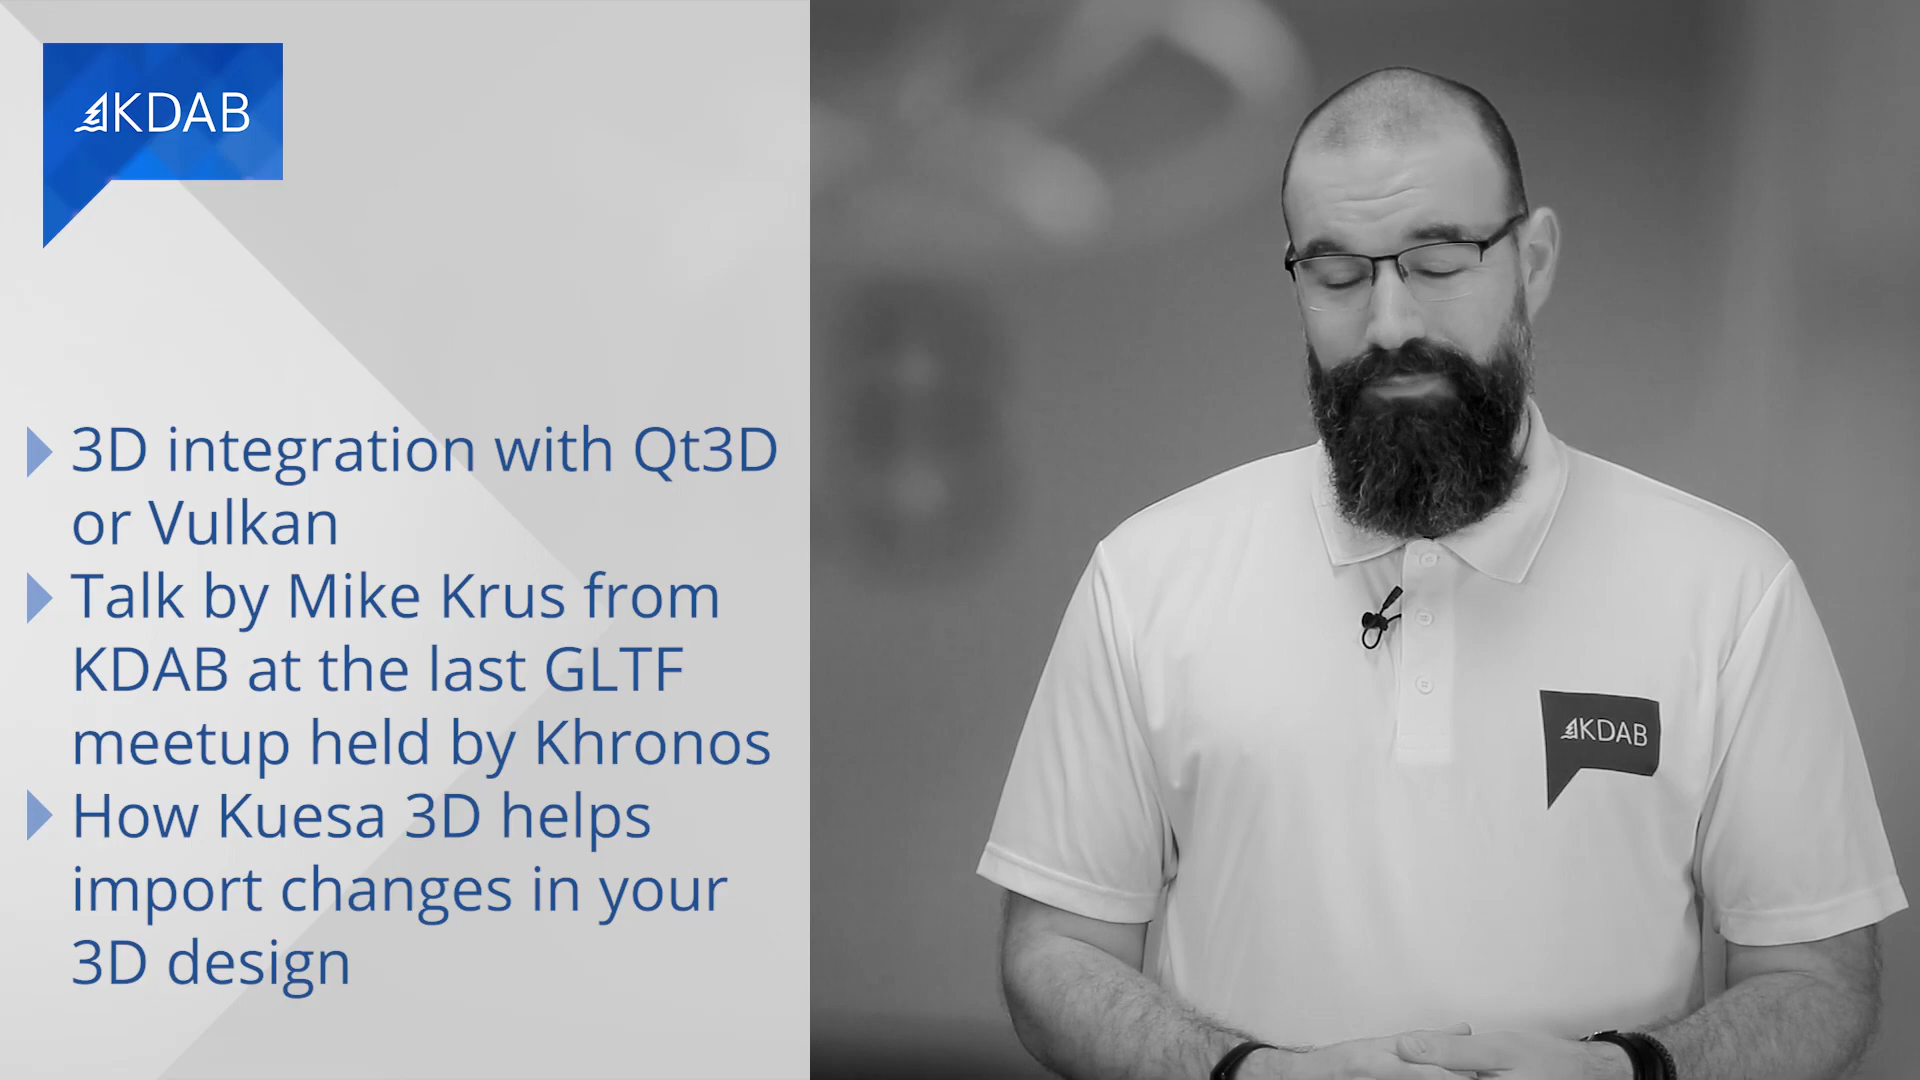 KDAB
3D integration with Qt3D
or Vulkan
Talk by Mike Krus from
KDAB at the last GLTF
meetup held by Khronos
How Kuesa 3D helps
import changes in your
3D design
KDAB